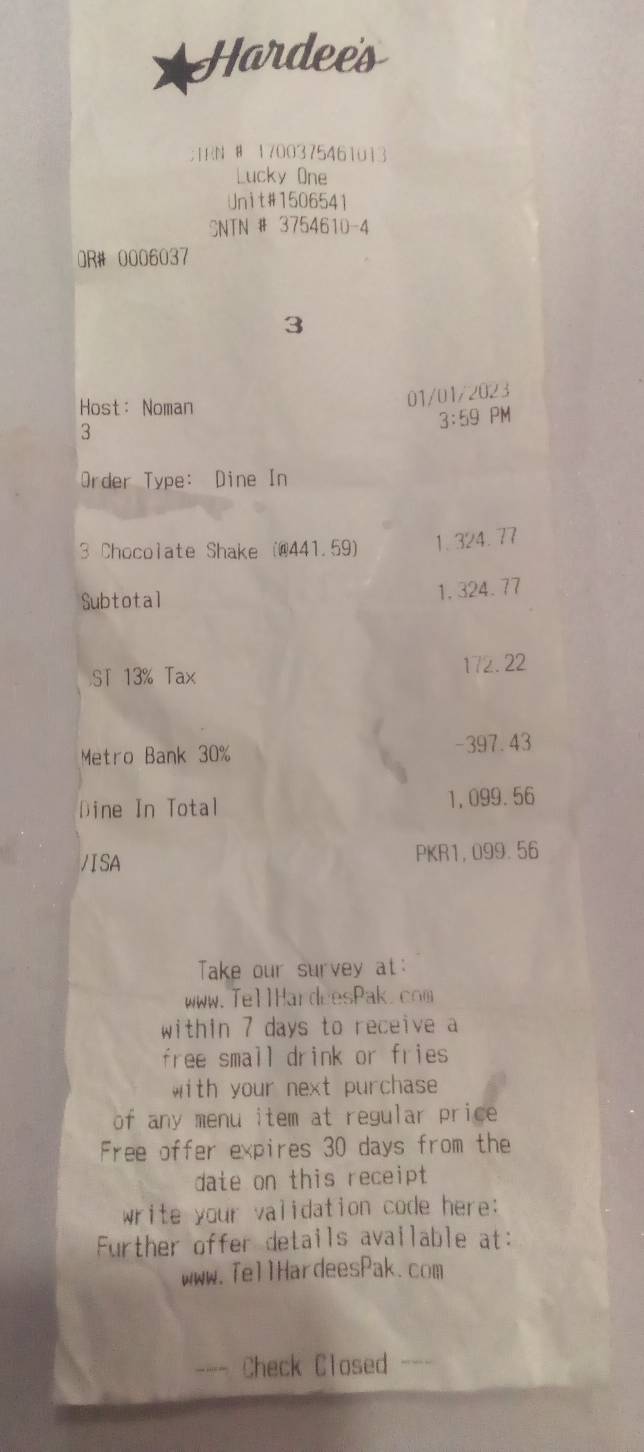 Hardee's
STRN # 1700375461013
Lucky One
Unit#1506541
SNTN # 3754610-4
OR# 0006037
3
Host: Noman 01/01/2023
3 3:59 PM
Order Type: Dine In
3 Chocolate Shake (@441.59) 1,324.77
Subtotal 1,324.77
ST 13% Tax 172.22
Metro Bank 30% -397.43
Dine In Total 1,099.56
VISA PKR1,099.56
Take our survey at:
www.TellHardeesPak.com
within 7 days to receive a
free small drink or fries
with your next purchase
of any menu item at regular price
Free offer expires 30 days from the
date on this receipt
write your validation code here:
Further offer details available at:
www.TellHardeesPak.com
--- Check Closed ---